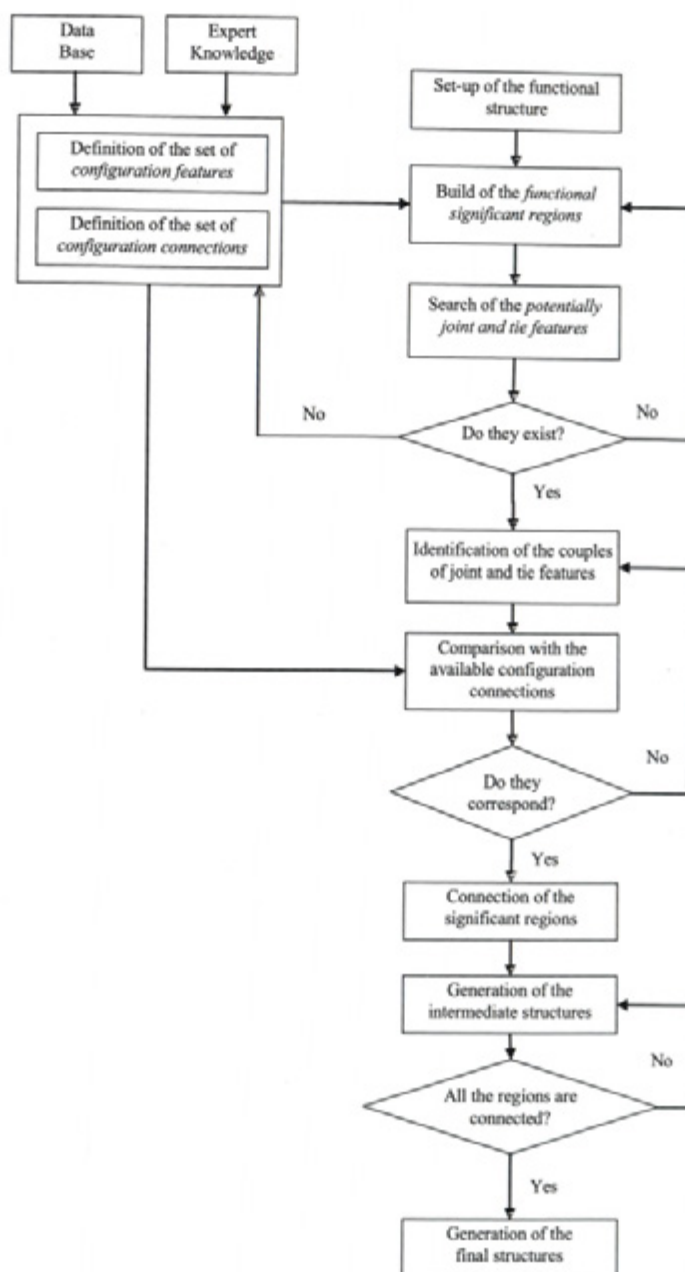 Data
Base
Expert
Knowledge
Set-up of the functional
structure
Definition of the set of
configuration features
Definition of the set of
configuration connections
Build of the functional
significant regions
Search of the potentially
joint and tie features
No
Do they exist?
No
Yes
Identification of the couples
of joint and tie features
Comparison with the
available configuration
connections
No
Do they
correspond?
Yes
Connection of the
significant regions
Generation of the
intermediate structures
No
All the regions are
connected?
Yes
Generation of the
final structures